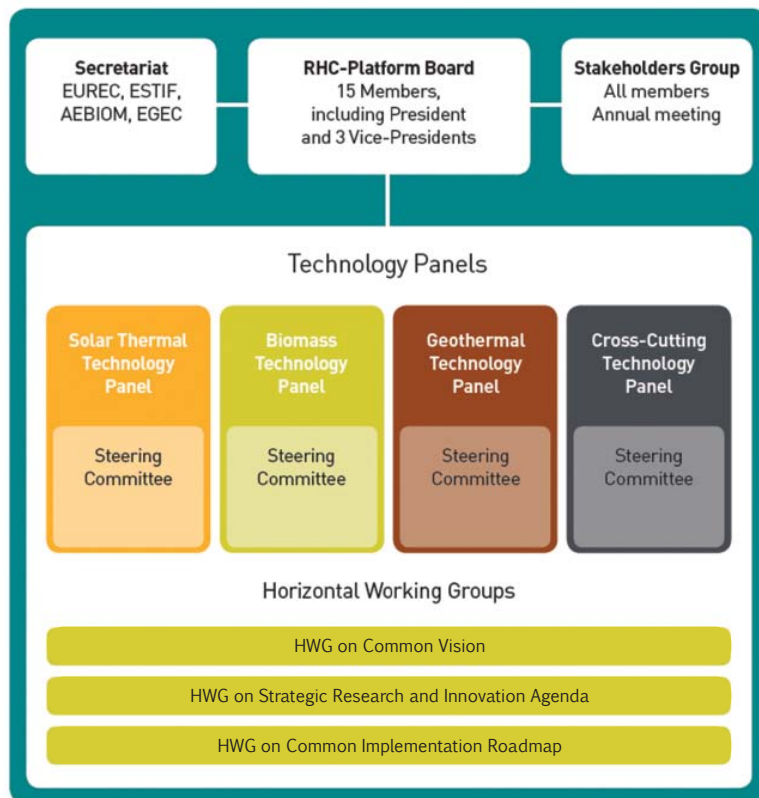 Secretariat
EUREC, ESTIF,
AEBIOM, EGEC
RHC-Platform Board
15 Members,
including President
and 3 Vice-Presidents
Stakeholders Group
All members
Annual meeting
Technology Panels
Solar Thermal
Technology
Panel
Steering
Committee
Biomass
Technology
Panel
Steering
Committee
Geothermal
Technology
Panel
Steering
Committee
Cross-Cutting
Technology
Panel
Steering
Committee
Horizontal Working Groups
HWG on Common Vision
HWG on Strategic Research and Innovation Agenda
HWG on Common Implementation Roadmap